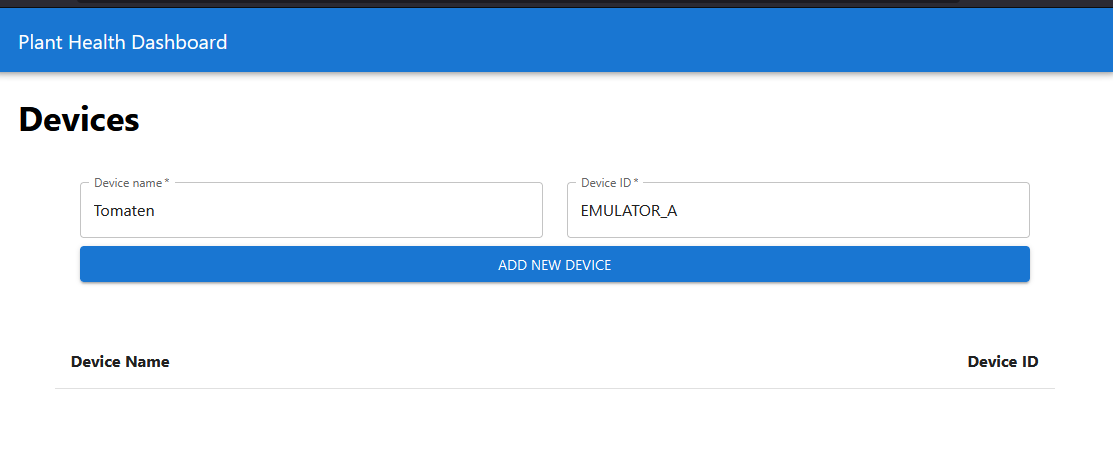 Plant Health Dashboard
Devices
Device name *
Device ID *
Tomaten
EMULATOR_A
ADD NEW DEVICE
Device Name
Device ID